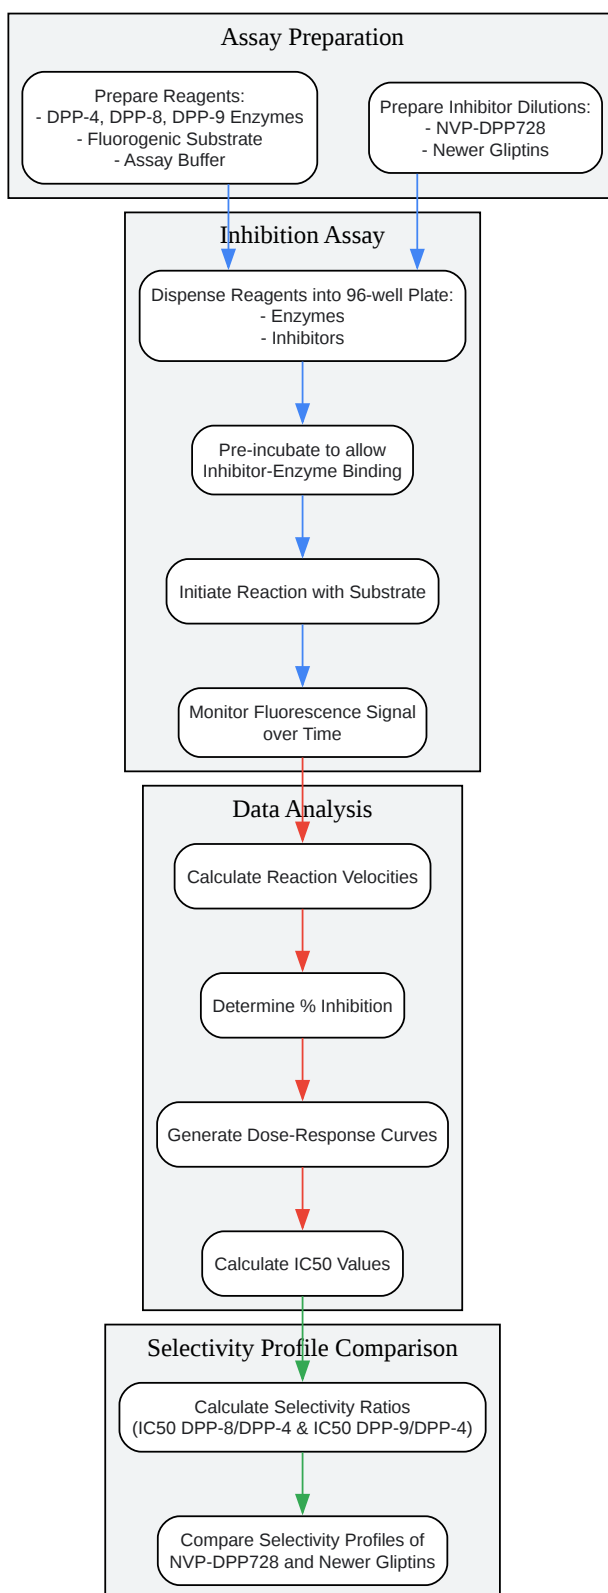 Assay Preparation
Prepare Reagents:
- DPP-4, DPP-8, DPP-9 Enzymes
- Fluorogenic Substrate
- Assay Buffer
Prepare Inhibitor Dilutions:
- NVP-DPP728
- Newer Gliptins
Inhibition Assay
Dispense Reagents into 96-well Plate:
- Enzymes
- Inhibitors
Pre-incubate to allow
Inhibitor-Enzyme Binding
Initiate Reaction with Substrate
Monitor Fluorescence Signal
over Time
Data Analysis
Calculate Reaction Velocities
Determine % Inhibition
Generate Dose-Response Curves
Calculate IC50 Values
Selectivity Profile Comparison
Calculate Selectivity Ratios
(IC50 DPP-8/DPP-4 & IC50 DPP-9/DPP-4)
Compare Selectivity Profiles of
NVP-DPP728 and Newer Gliptins